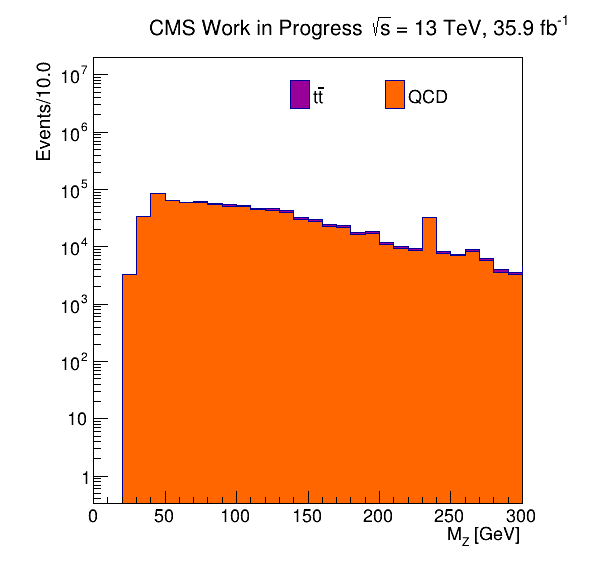 CMS Work in Progress √s = 13 TeV, 35.9 fb⁻¹
Events/10.0
tt̄
QCD
10⁷
10⁶
10⁵
10⁴
10³
10²
10
1
0 50 100 150 200 250 300
M_Z [GeV]